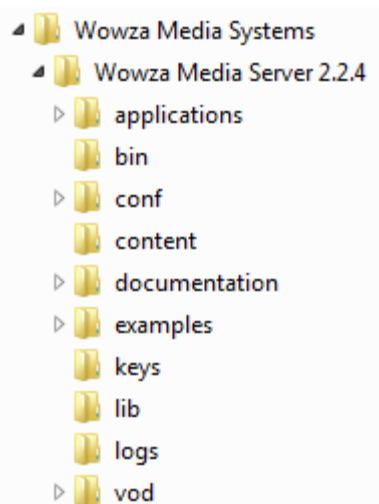 Wowza Media Systems
Wowza Media Server 2.2.4
applications
bin
conf
content
documentation
examples
keys
lib
logs
vod